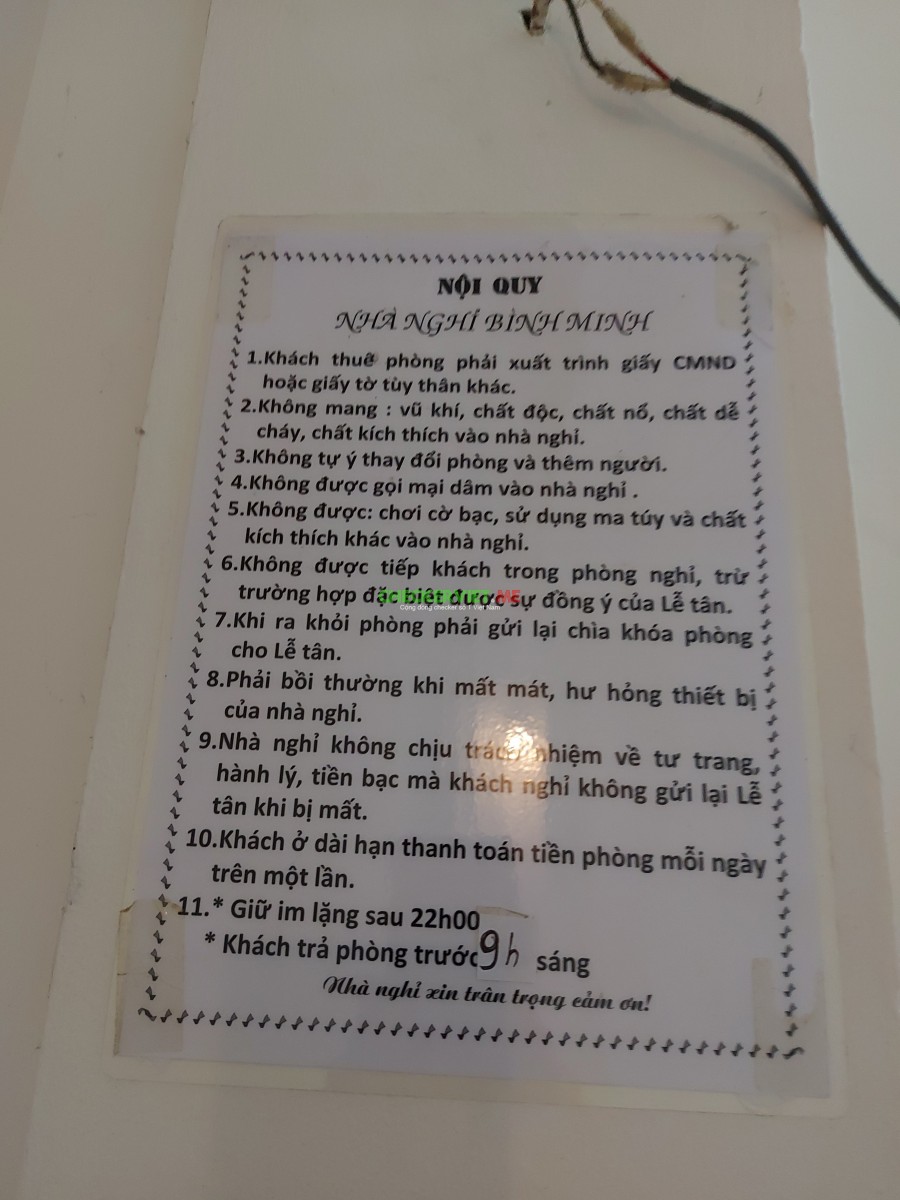 NỘI QUY
NHÀ NGHỈ BÌNH MINH
1.Khách thuê phòng phải xuất trình giấy CMND
hoặc giấy tờ tùy thân khác.
2.Không mang : vũ khí, chất độc, chất nổ, chất dễ
cháy, chất kích thích vào nhà nghỉ.
3.Không tự ý thay đổi phòng và thêm người.
4.Không được gọi mại dâm vào nhà nghỉ .
5.Không được: chơi cờ bạc, sử dụng ma túy và chất
kích thích khác vào nhà nghỉ.
6.Không được tiếp khách trong phòng nghỉ, trừ
trường hợp đặc biệt được sự đồng ý của Lễ tân.
.ME
Cộng đồng checker số 1 Việt Nam
7.Khi ra khỏi phòng phải gửi lại chìa khóa phòng
cho Lễ tân.
8.Phải bồi thường khi mất mát, hư hỏng thiết bị
của nhà nghỉ.
9.Nhà nghỉ không chịu trách nhiệm về tư trang,
hành lý, tiền bạc mà khách nghỉ không gửi lại Lễ
tân khi bị mất.
10.Khách ở dài hạn thanh toán tiền phòng mỗi ngày
trên một lần.
11.* Giữ im lặng sau 22h00
* Khách trả phòng trước 9h sáng
Nhà nghỉ xin trân trọng cảm ơn!